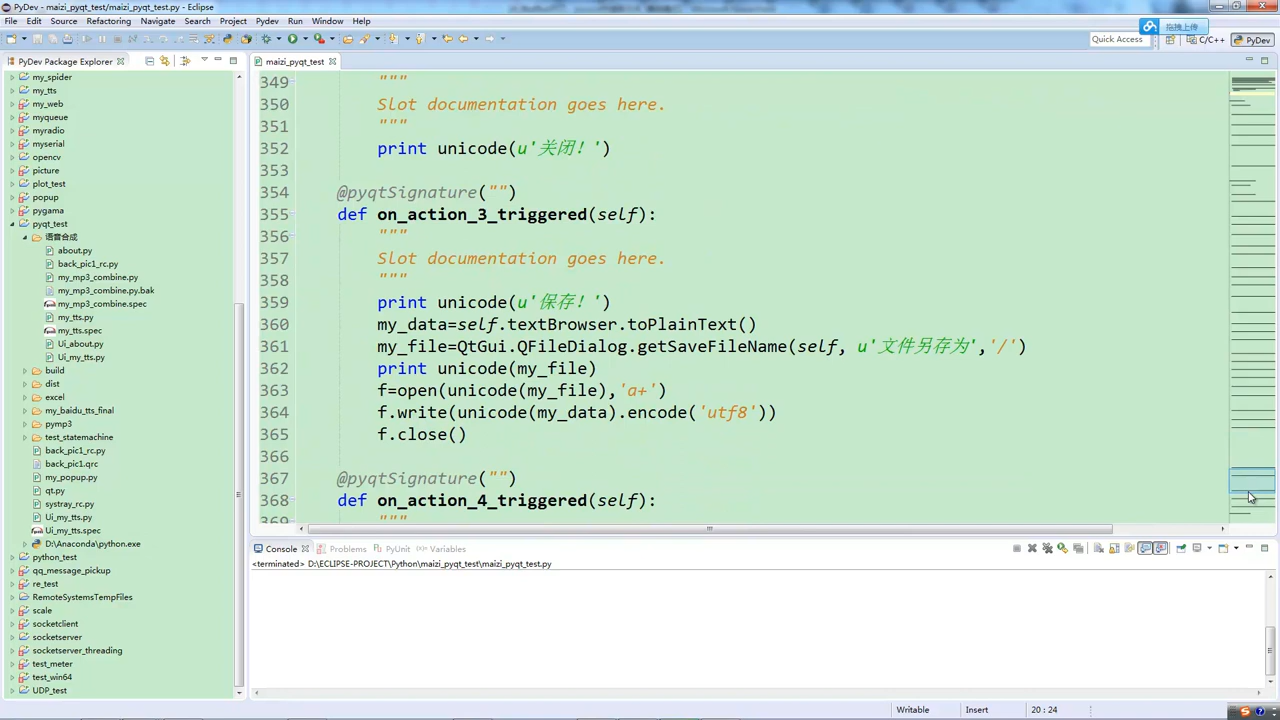 PyDev - maizi_pyqt_test/maizi_pyqt_test.py - Eclipse
File Edit Source Refactoring Navigate Search Project Pydev Run Window Help
拖拽上传
Quick Access
C/C++
PyDev
PyDev Package Explorer
my_spider
my_tts
my_web
myqueue
myradio
myserial
opencv
picture
plot_test
popup
pygama
pyqt_test
语音合成
about.py
back_pic1_rc.py
my_mp3_combine.py
my_mp3_combine.py.bak
my_mp3_combine.spec
my_tts.py
my_tts.spec
Ui_about.py
Ui_my_tts.py
build
dist
excel
my_baidu_tts_final
pymp3
test_statemachine
back_pic1_rc.py
back_pic1.qrc
my_popup.py
qt.py
systray_rc.py
Ui_my_tts.py
Ui_my_tts.spec
D:\Anaconda\python.exe
python_test
qq_message_pickup
re_test
RemoteSystemsTempFiles
scale
socketclient
socketserver
socketserver_threading
test_meter
test_win64
UDP_test
maizi_pyqt_test
349 """
350 Slot documentation goes here.
351 """
352 print unicode(u'关闭！')
353
354 @pyqtSignature("")
355 def on_action_3_triggered(self):
356 """
357 Slot documentation goes here.
358 """
359 print unicode(u'保存！')
360 my_data=self.textBrowser.toPlainText()
361 my_file=QtGui.QFileDialog.getSaveFileName(self, u'文件另存为','/')
362 print unicode(my_file)
363 f=open(unicode(my_file),'a+')
364 f.write(unicode(my_data).encode('utf8'))
365 f.close()
366
367 @pyqtSignature("")
368 def on_action_4_triggered(self):
369 """
Console Problems PyUnit Variables
<terminated> D:\ECLIPSE-PROJECT\Python\maizi_pyqt_test\maizi_pyqt_test.py
Writable Insert 20 : 24